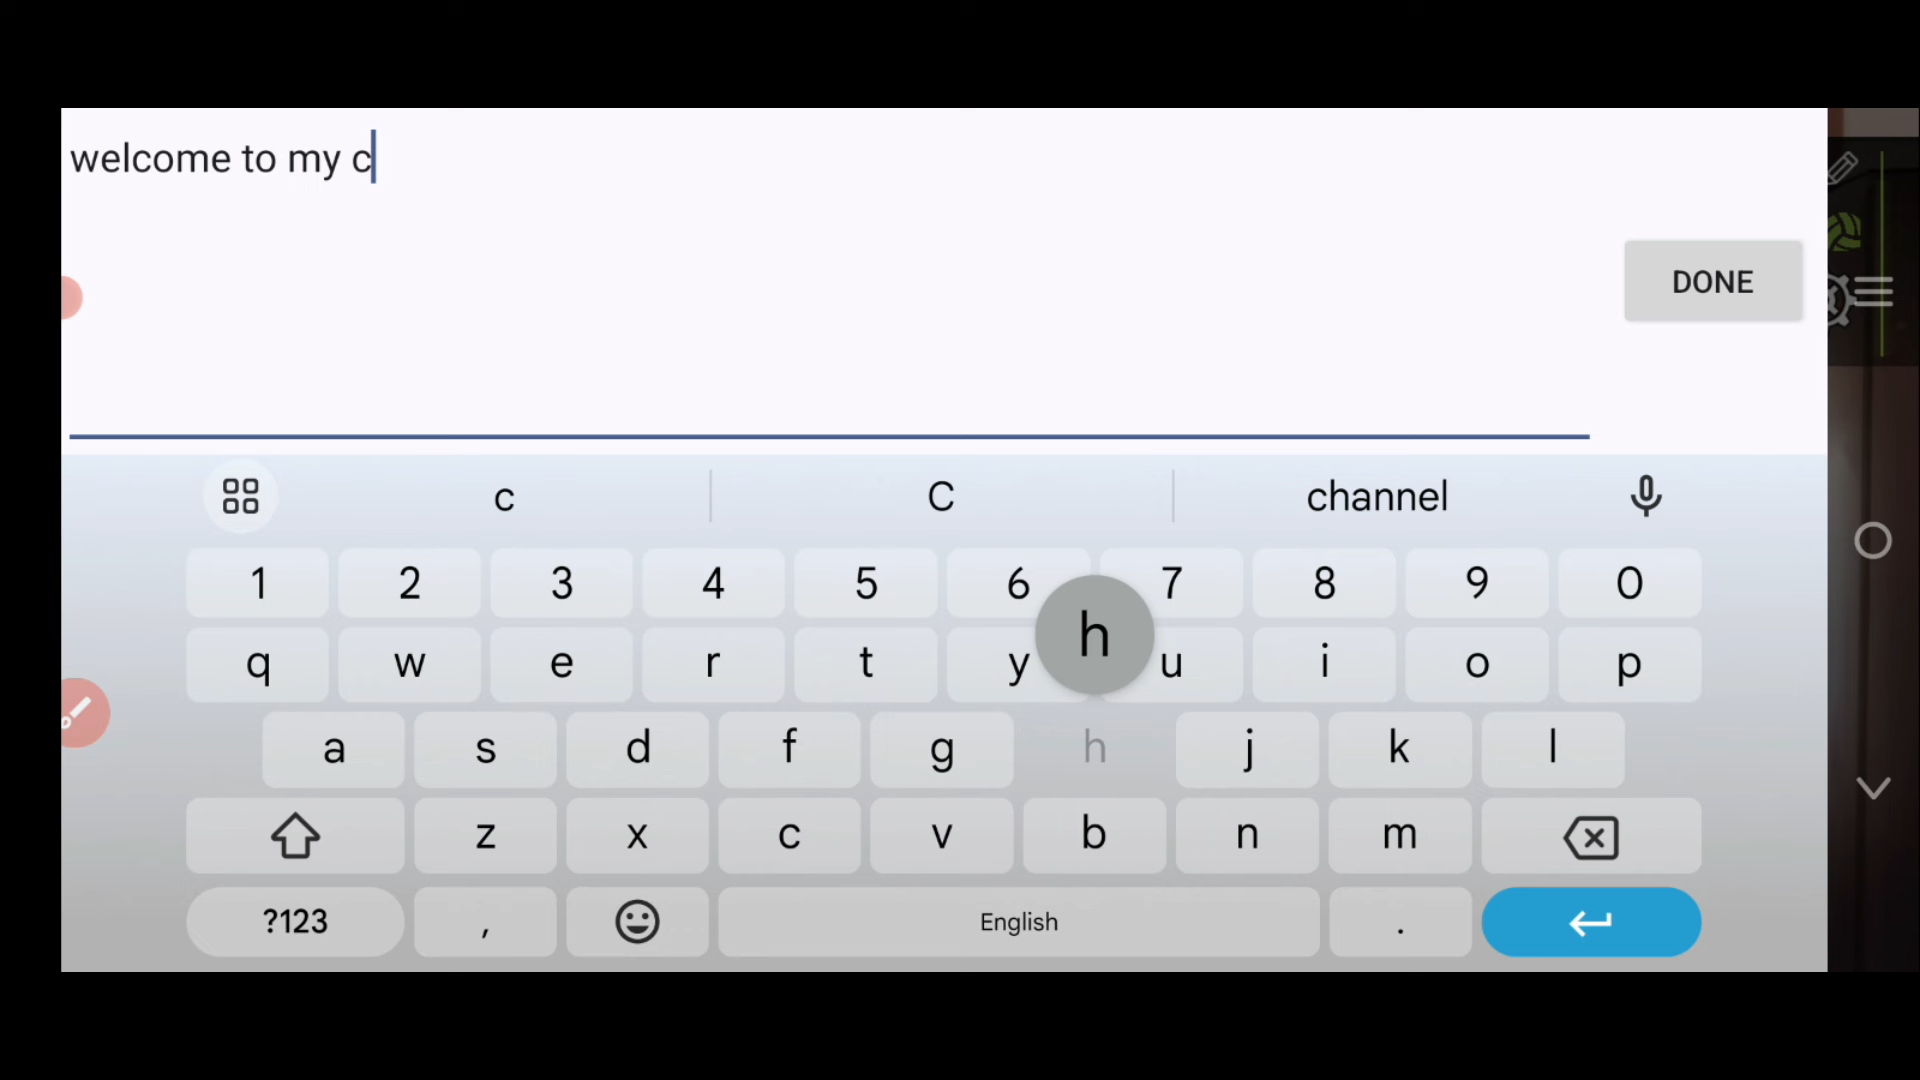 welcome to my c
DONE
c C channel
1 2 3 4 5 6 7 8 9 0
h
q w e r t y u i o p
a s d f g h j k l
z x c v b n m
?123 , English .